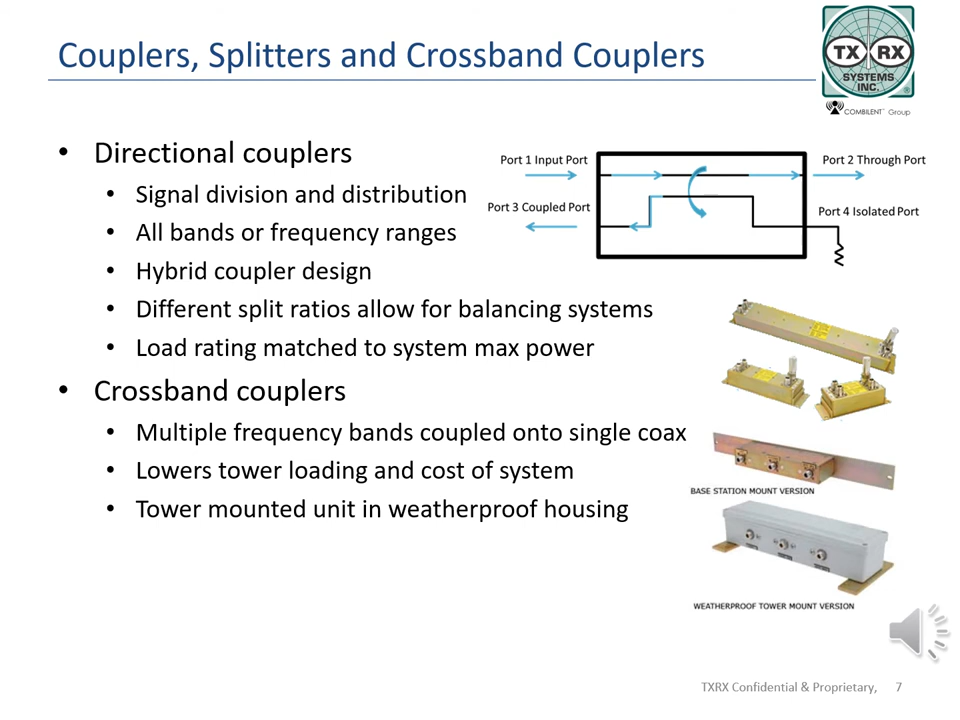 Couplers, Splitters and Crossband Couplers
TX RX
SYSTEMS
INC.
COMBILENT™ Group
• Directional couplers
• Signal division and distribution
• All bands or frequency ranges
• Hybrid coupler design
• Different split ratios allow for balancing systems
• Load rating matched to system max power
• Crossband couplers
• Multiple frequency bands coupled onto single coax
• Lowers tower loading and cost of system
• Tower mounted unit in weatherproof housing
Port 1 Input Port
Port 2 Through Port
Port 3 Coupled Port
Port 4 Isolated Port
BASE STATION MOUNT VERSION
WEATHERPROOF TOWER MOUNT VERSION
TXRX Confidential & Proprietary, 7